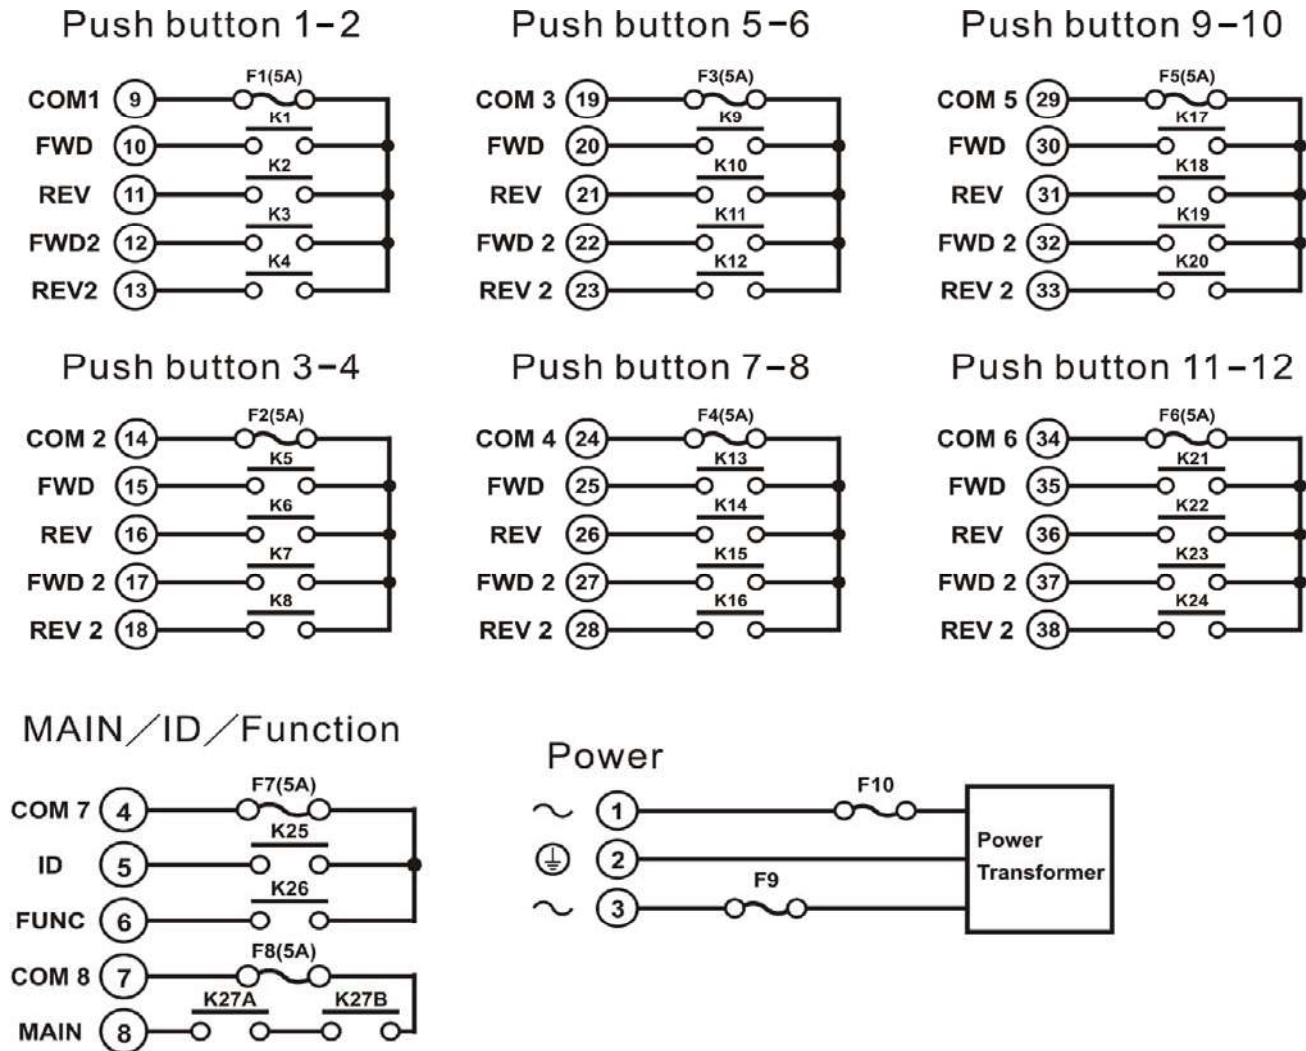 Push button 1-2
F1(5A)
COM1 9
K1
FWD 10
K2
REV 11
K3
FWD2 12
K4
REV2 13
Push button 5-6
F3(5A)
COM 3 19
K9
FWD 20
K10
REV 21
K11
FWD 2 22
K12
REV 2 23
Push button 9-10
F5(5A)
COM 5 29
K17
FWD 30
K18
REV 31
K19
FWD 2 32
K20
REV 2 33
Push button 3-4
F2(5A)
COM 2 14
K5
FWD 15
K6
REV 16
K7
FWD 2 17
K8
REV 2 18
Push button 7-8
F4(5A)
COM 4 24
K13
FWD 25
K14
REV 26
K15
FWD 2 27
K16
REV 2 28
Push button 11-12
F6(5A)
COM 6 34
K21
FWD 35
K22
REV 36
K23
FWD 2 37
K24
REV 2 38
MAIN/ID/Function
F7(5A)
COM 7 4
K25
ID 5
K26
FUNC 6
F8(5A)
COM 8 7
K27A K27B
MAIN 8
Power
F10
~ 1
2
F9
~ 3
Power
Transformer